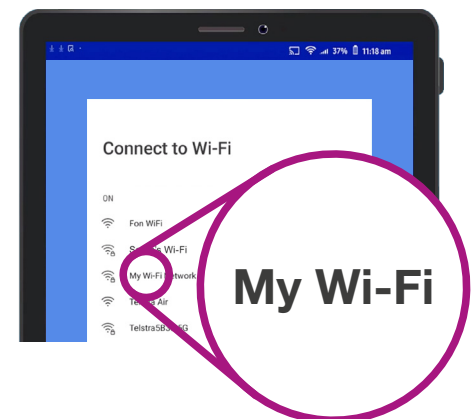 37% 11:18 am
Connect to Wi-Fi
ON
Fon WiFi
Wi-Fi
My Wi-Fi Network
Air
My Wi-Fi